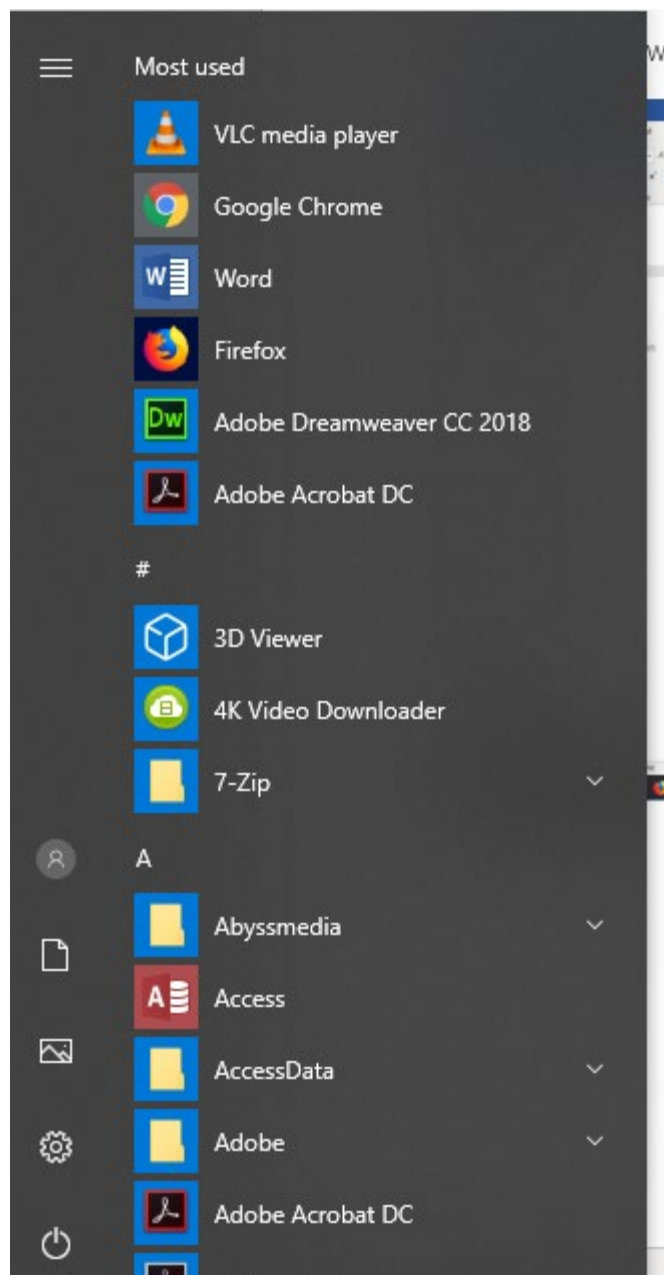 Most used
VLC media player
Google Chrome
W
Word
Firefox
Dw
Adobe Dreamweaver CC 2018
Adobe Acrobat DC
#
3D Viewer
4K Video Downloader
7-Zip
A
Abyssmedia
A
Access
AccessData
Adobe
Adobe Acrobat DC